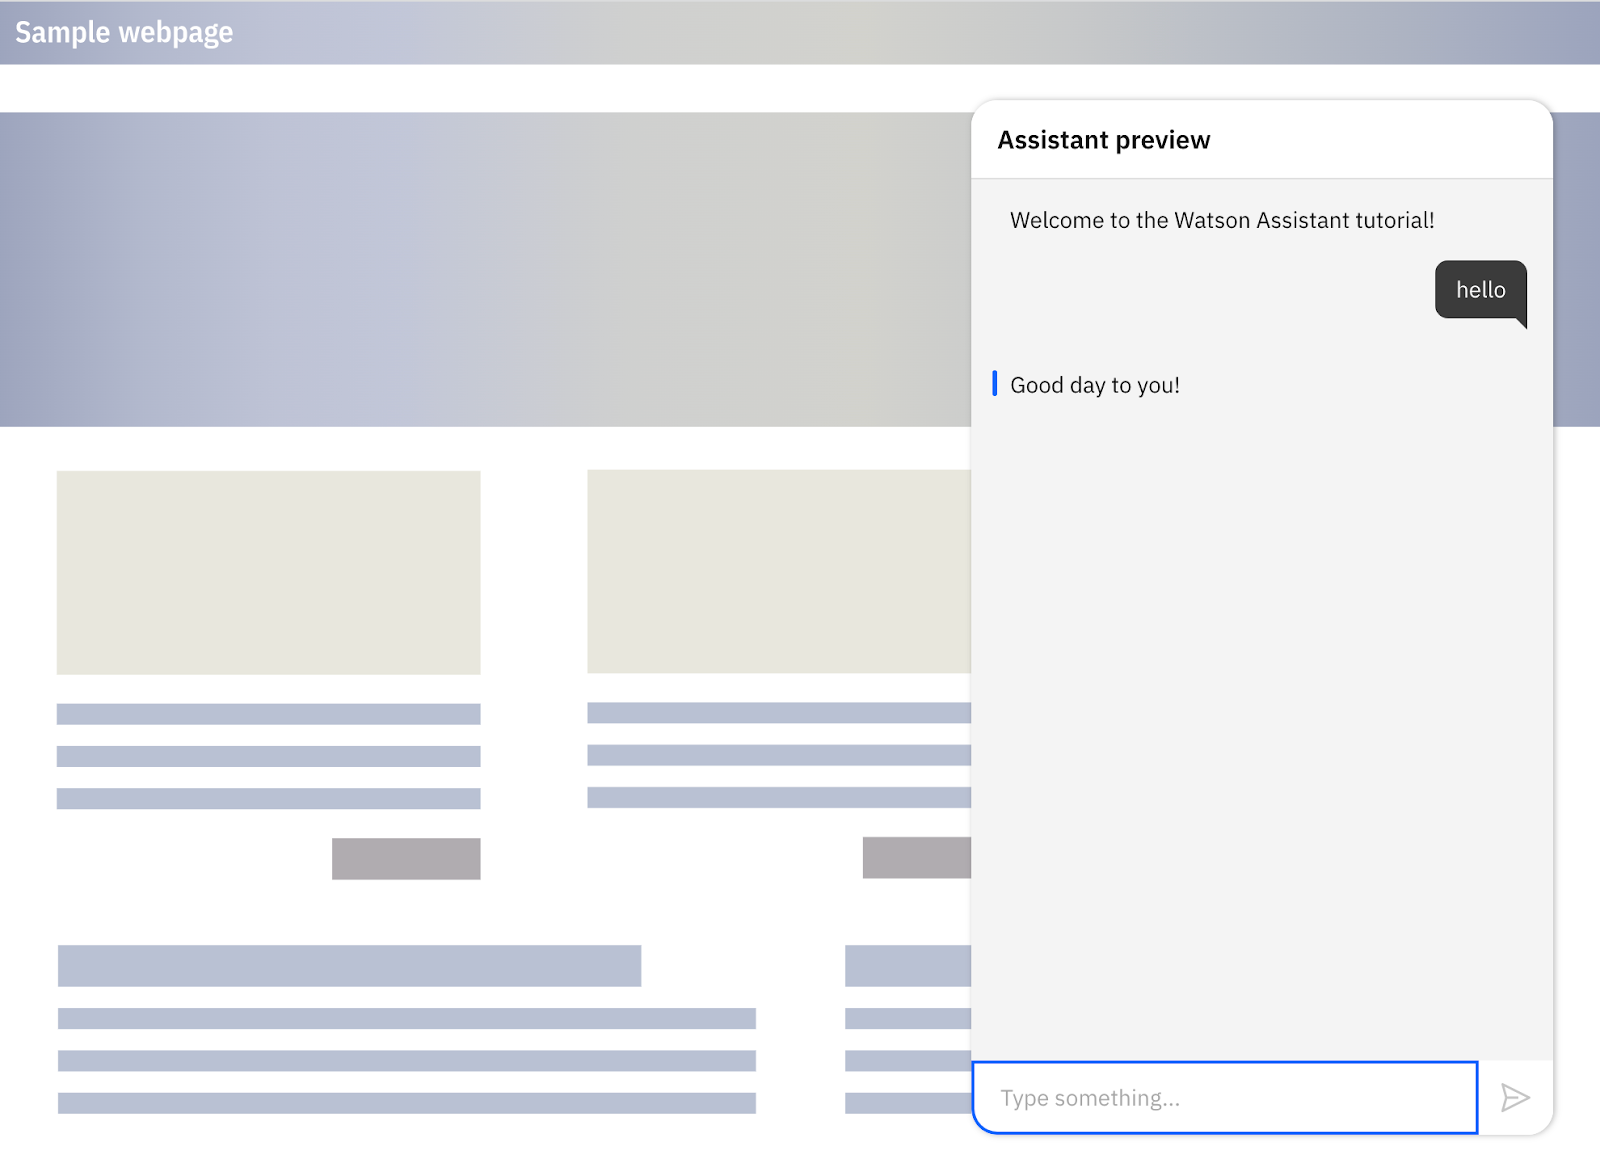 Sample webpage
Assistant preview
Welcome to the Watson Assistant tutorial!
hello
Good day to you!
Type something...